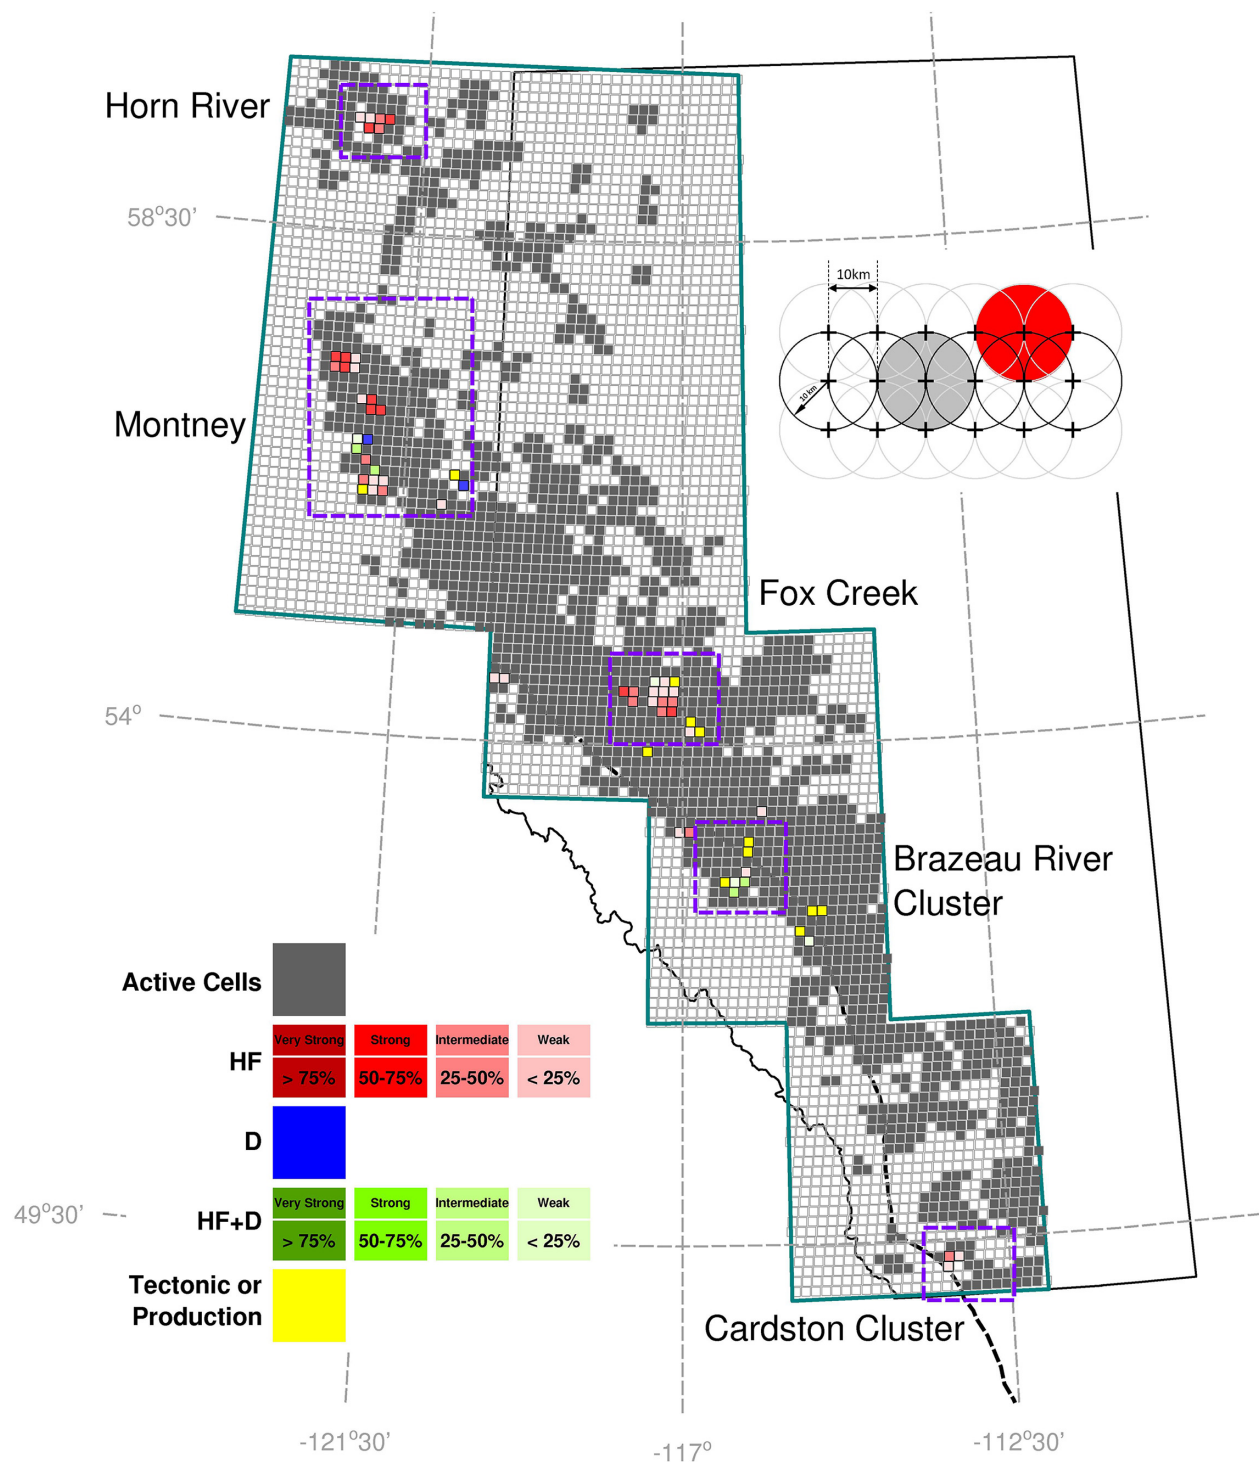 Horn River
58°30'
10km
10 km
Montney
Fox Creek
54°
Brazeau River
Cluster
Active Cells
HF
Very Strong Strong Intermediate Weak
> 75% 50-75% 25-50% < 25%
D
HF+D
Very Strong Strong Intermediate Weak
> 75% 50-75% 25-50% < 25%
49°30'
Tectonic or
Production
Cardston Cluster
-121°30'
-117°
-112°30'